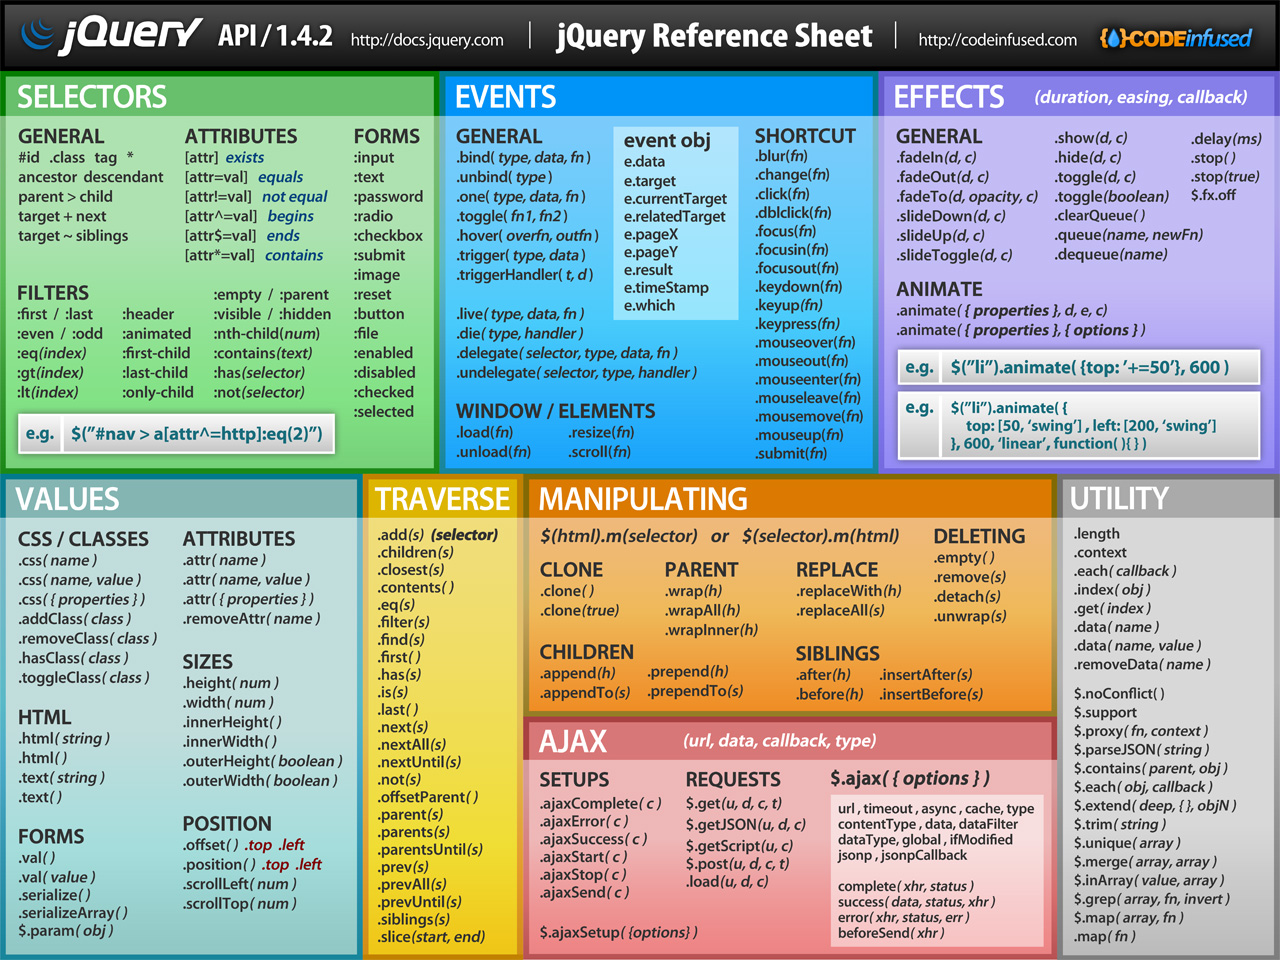 jQuery API / 1.4.2 http://docs.jquery.com | jQuery Reference Sheet | http://codeinfused.com {}CODEinfused
SELECTORS
GENERAL
#id .class tag *
ancestor descendant
parent > child
target + next
target ~ siblings
ATTRIBUTES
[attr] exists
[attr=val] equals
[attr!=val] not equal
[attr^=val] begins
[attr$=val] ends
[attr*=val] contains
FORMS
:input
:text
:password
:radio
:checkbox
:submit
:image
:reset
:button
:file
:enabled
:disabled
:checked
:selected
FILTERS
:first / :last
:even / :odd
:eq(index)
:gt(index)
:lt(index)
:header
:animated
:first-child
:last-child
:only-child
:empty / :parent
:visible / :hidden
:nth-child(num)
:contains(text)
:has(selector)
:not(selector)
e.g. $("#nav > a[attr^=http]:eq(2)")
EVENTS
GENERAL
.bind( type, data, fn )
.unbind( type )
.one( type, data, fn )
.toggle( fn1, fn2 )
.hover( overfn, outfn )
.trigger( type, data )
.triggerHandler( t, d )
.live( type, data, fn )
.die( type, handler )
.delegate( selector, type, data, fn )
.undelegate( selector, type, handler )
event obj
e.data
e.target
e.currentTarget
e.relatedTarget
e.pageX
e.pageY
e.result
e.timeStamp
e.which
WINDOW / ELEMENTS
.load(fn)
.unload(fn)
.resize(fn)
.scroll(fn)
SHORTCUT
.blur(fn)
.change(fn)
.click(fn)
.dblclick(fn)
.focus(fn)
.focusin(fn)
.focusout(fn)
.keydown(fn)
.keyup(fn)
.keypress(fn)
.mouseover(fn)
.mouseout(fn)
.mouseenter(fn)
.mouseleave(fn)
.mousemove(fn)
.mouseup(fn)
.submit(fn)
EFFECTS (duration, easing, callback)
GENERAL
.fadeIn(d, c)
.fadeOut(d, c)
.fadeTo(d, opacity, c)
.slideDown(d, c)
.slideUp(d, c)
.slideToggle(d, c)
.show(d, c)
.hide(d, c)
.toggle(d, c)
.toggle(boolean)
.clearQueue( )
.queue(name, newFn)
.dequeue(name)
.delay(ms)
.stop( )
.stop(true)
$.fx.off
ANIMATE
.animate( { properties }, d, e, c)
.animate( { properties }, { options } )
e.g. $("li").animate( {top: '+=50'}, 600 )
e.g. $("li").animate( {
top: [50, 'swing'] , left: [200, 'swing']
}, 600, 'linear', function( ){ } )
VALUES
CSS / CLASSES
.css( name )
.css( name, value )
.css( { properties } )
.addClass( class )
.removeClass( class )
.hasClass( class )
.toggleClass( class )
HTML
.html( string )
.html( )
.text( string )
.text( )
FORMS
.val( )
.val( value )
.serialize( )
.serializeArray( )
$.param( obj )
ATTRIBUTES
.attr( name )
.attr( name, value )
.attr( { properties } )
.removeAttr( name )
SIZES
.height( num )
.width( num )
.innerHeight( )
.innerWidth( )
.outerHeight( boolean )
.outerWidth( boolean )
POSITION
.offset( ) .top .left
.position( ) .top .left
.scrollLeft( num )
.scrollTop( num )
TRAVERSE
.add(s) (selector)
.children(s)
.closest(s)
.contents( )
.eq(s)
.filter(s)
.find(s)
.first( )
.has(s)
.is(s)
.last( )
.next(s)
.nextAll(s)
.nextUntil(s)
.not(s)
.offsetParent( )
.parent(s)
.parents(s)
.parentsUntil(s)
.prev(s)
.prevAll(s)
.prevUntil(s)
.siblings(s)
.slice(start, end)
MANIPULATING
$(html).m(selector) or $(selector).m(html)
CLONE
.clone( )
.clone(true)
PARENT
.wrap(h)
.wrapAll(h)
.wrapInner(h)
REPLACE
.replaceWith(h)
.replaceAll(s)
DELETING
.empty( )
.remove(s)
.detach(s)
.unwrap(s)
CHILDREN
.append(h)
.appendTo(s)
.prepend(h)
.prependTo(s)
SIBLINGS
.after(h)
.before(h)
.insertAfter(s)
.insertBefore(s)
AJAX (url, data, callback, type)
SETUPS
.ajaxComplete( c )
.ajaxError( c )
.ajaxSuccess( c )
.ajaxStart( c )
.ajaxStop( c )
.ajaxSend( c )
$.ajaxSetup( {options} )
REQUESTS
$.get(u, d, c, t)
$.getJSON(u, d, c)
$.getScript(u, c)
$.post(u, d, c, t)
.load(u, d, c)
$.ajax( { options } )
url , timeout , async , cache, type
contentType , data, dataFilter
dataType, global , ifModified
jsonp , jsonpCallback
complete( xhr, status )
success( data, status, xhr )
error( xhr, status, err )
beforeSend( xhr )
UTILITY
.length
.context
.each( callback )
.index( obj )
.get( index )
.data( name )
.data( name, value )
.removeData( name )
$.noConflict( )
$.support
$.proxy( fn, context )
$.parseJSON( string )
$.contains( parent, obj )
$.each( obj, callback )
$.extend( deep, { }, objN )
$.trim( string )
$.unique( array )
$.merge( array, array )
$.inArray( value, array )
$.grep( array, fn, invert )
$.map( array, fn )
.map( fn )